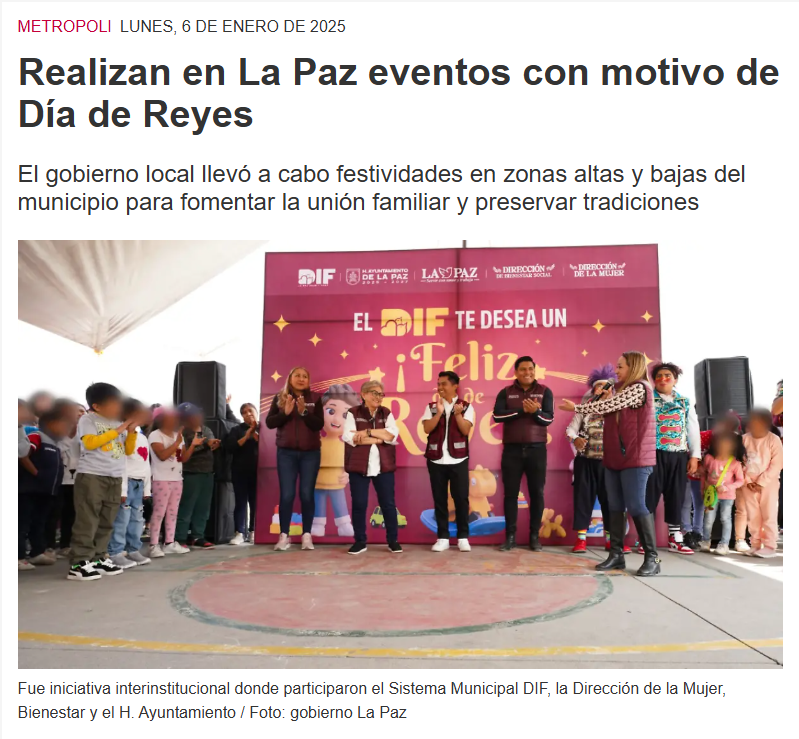 METROPOLI LUNES, 6 DE ENERO DE 2025
Realizan en La Paz eventos con motivo de
Día de Reyes
El gobierno local llevó a cabo festividades en zonas altas y bajas del
municipio para fomentar la unión familiar y preservar tradiciones
DIF H. AYUNTAMIENTO DE LA PAZ LA PAZ DIRECCIÓN DE BIENESTAR SOCIAL DIRECCIÓN DE LA MUJER
EL DIF TE DESEA UN
¡Feliz
de
Reyes
Fue iniciativa interinstitucional donde participaron el Sistema Municipal DIF, la Dirección de la Mujer,
Bienestar y el H. Ayuntamiento / Foto: gobierno La Paz